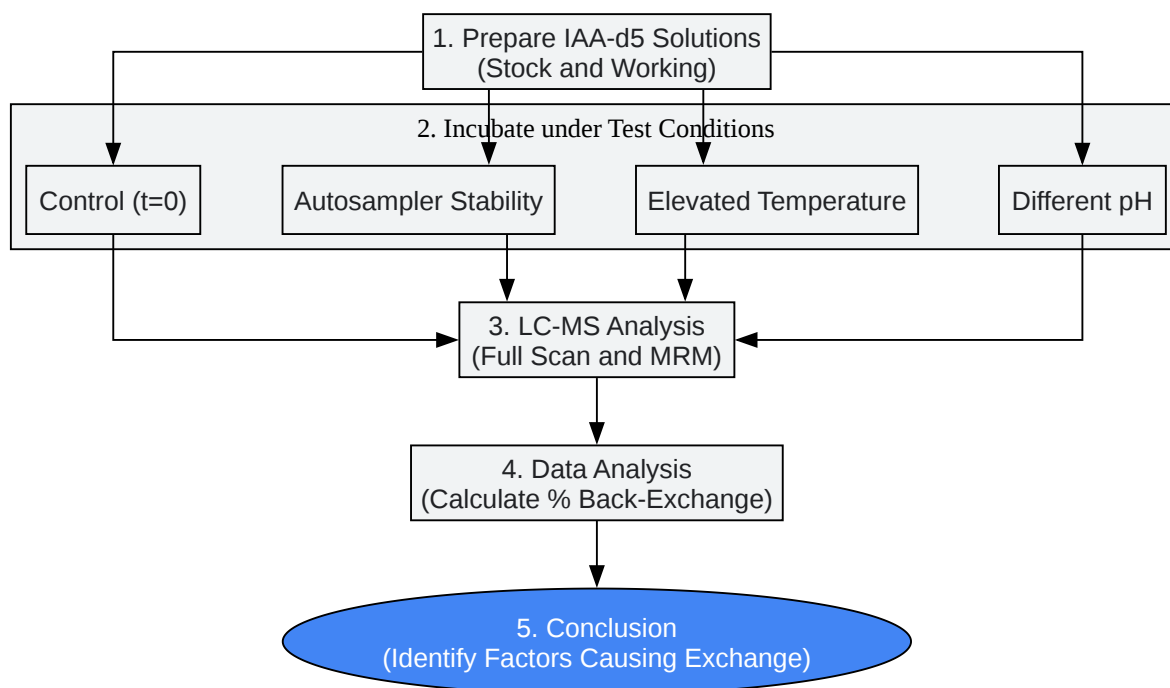 1. Prepare IAA-d5 Solutions
(Stock and Working)
2. Incubate under Test Conditions
Control (t=0)
Autosampler Stability
Elevated Temperature
Different pH
3. LC-MS Analysis
(Full Scan and MRM)
4. Data Analysis
(Calculate % Back-Exchange)
5. Conclusion
(Identify Factors Causing Exchange)